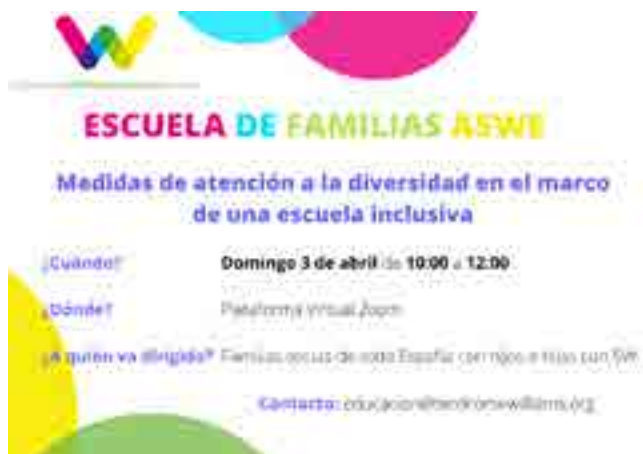 ESCUELA DE FAMILIAS ASWE
Medidas de atención a la diversidad en el marco
de una escuela inclusiva
¿Cuándo? Domingo 3 de abril de 10:00 a 12:00
¿Dónde? Plataforma Virtual Zoom
¿A quién va dirigido? Familias socias de toda España con hijos e hijas con SW
Contacto: